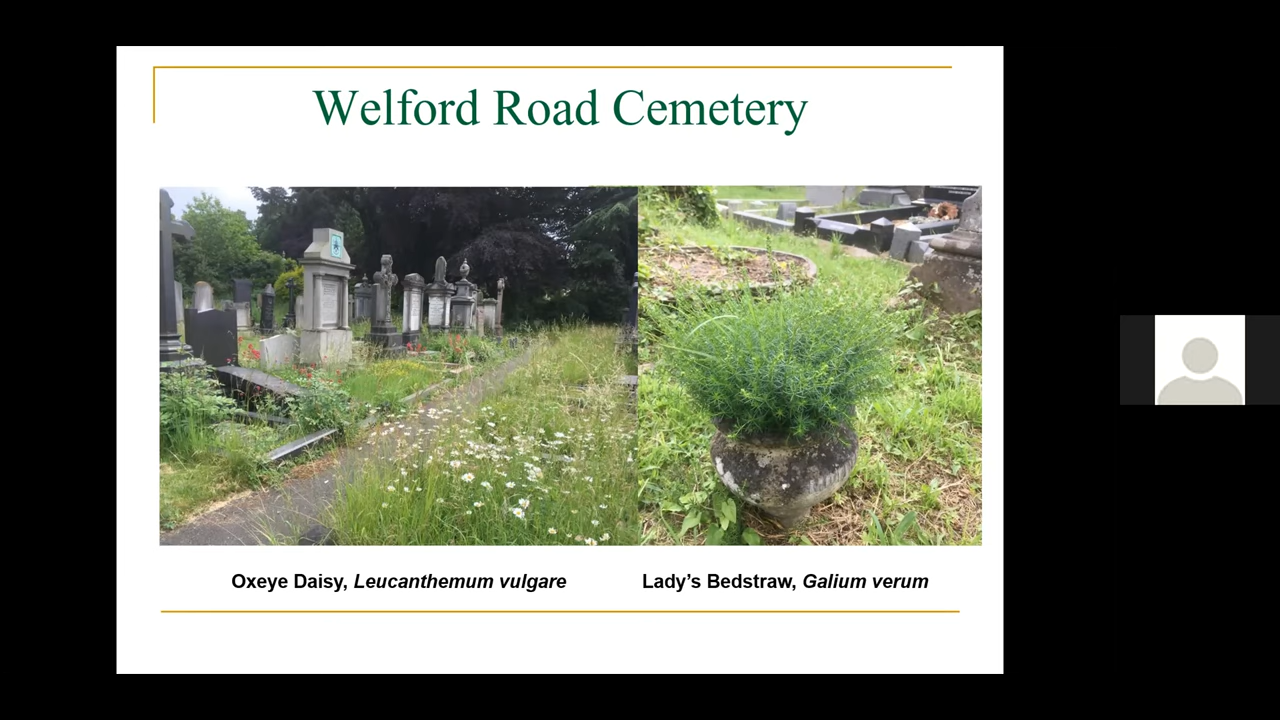 Welford Road Cemetery
Oxeye Daisy, Leucanthemum vulgare
Lady’s Bedstraw, Galium verum